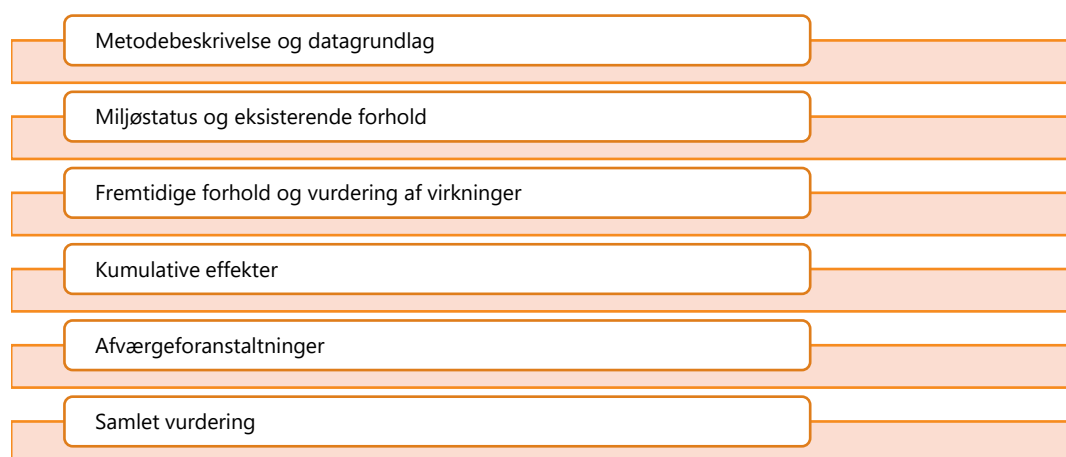 Metodebeskrivelse og datagrundlag
Miljøstatus og eksisterende forhold
Fremtidige forhold og vurdering af virkninger
Kumulative effekter
Afværgeforanstaltninger
Samlet vurdering